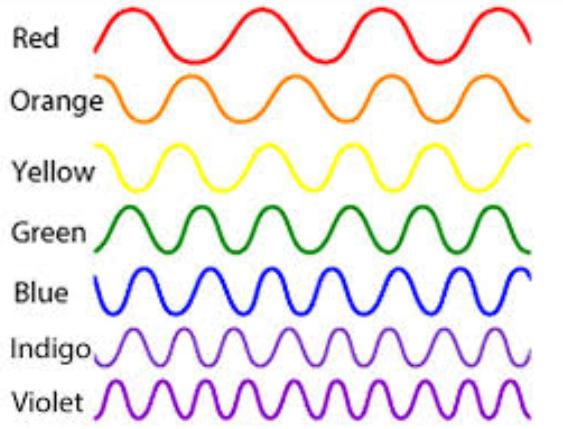 Red
Orange
Yellow
Green
Blue
Indigo
Violet